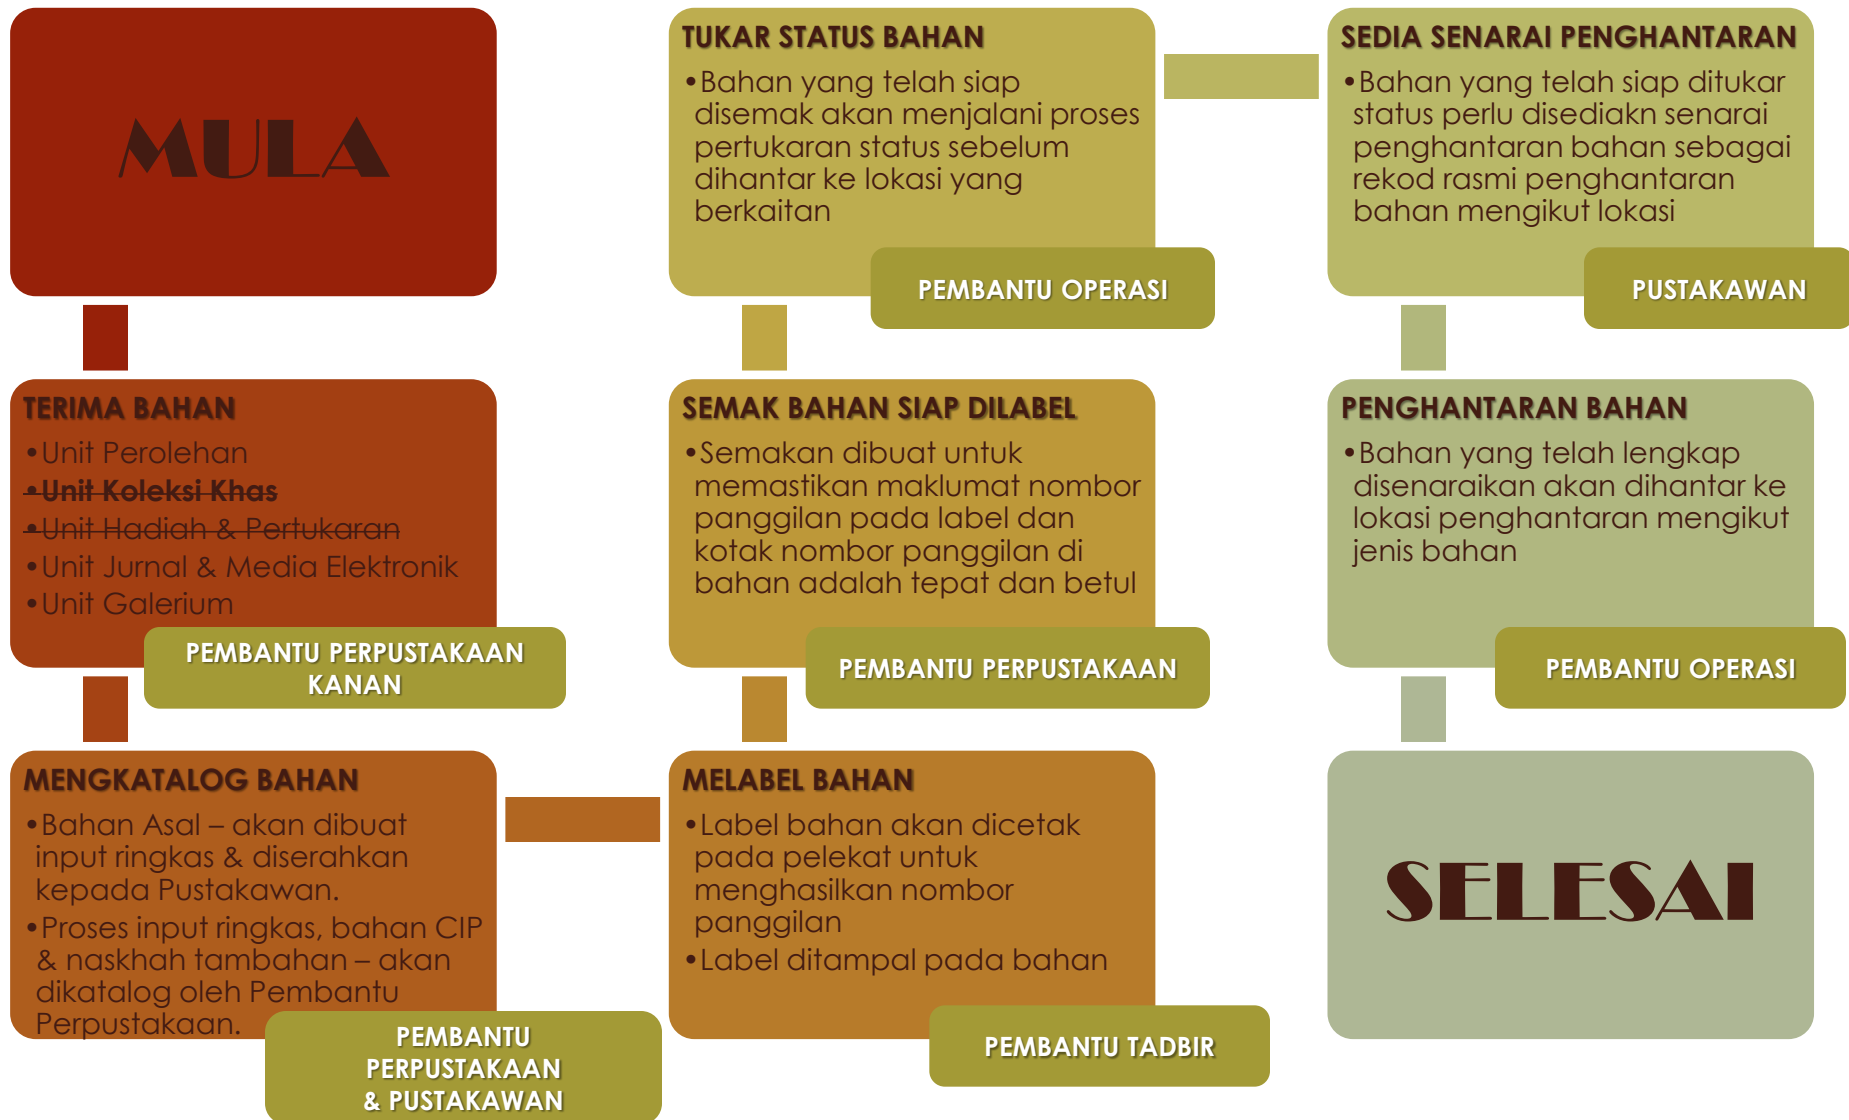 MULA
TERIMA BAHAN
•Unit Perolehan
•Unit Koleksi Khas
•Unit Hadiah & Pertukaran
•Unit Jurnal & Media Elektronik
•Unit Galerium
PEMBANTU PERPUSTAKAAN
KANAN
MENGKATALOG BAHAN
•Bahan Asal – akan dibuat
input ringkas & diserahkan
kepada Pustakawan.
•Proses input ringkas, bahan CIP
& naskhah tambahan – akan
dikatalog oleh Pembantu
Perpustakaan.
PEMBANTU
PERPUSTAKAAN
& PUSTAKAWAN
MELABEL BAHAN
•Label bahan akan dicetak
pada pelekat untuk
menghasilkan nombor
panggilan
•Label ditampal pada bahan
PEMBANTU TADBIR
SEMAK BAHAN SIAP DILABEL
•Semakan dibuat untuk
memastikan maklumat nombor
panggilan pada label dan
kotak nombor panggilan di
bahan adalah tepat dan betul
PEMBANTU PERPUSTAKAAN
TUKAR STATUS BAHAN
•Bahan yang telah siap
disemak akan menjalani proses
pertukaran status sebelum
dihantar ke lokasi yang
berkaitan
PEMBANTU OPERASI
SEDIA SENARAI PENGHANTARAN
•Bahan yang telah siap ditukar
status perlu disediakn senarai
penghantaran bahan sebagai
rekod rasmi penghantaran
bahan mengikut lokasi
PUSTAKAWAN
PENGHANTARAN BAHAN
•Bahan yang telah lengkap
disenaraikan akan dihantar ke
lokasi penghantaran mengikut
jenis bahan
PEMBANTU OPERASI
SELESAI